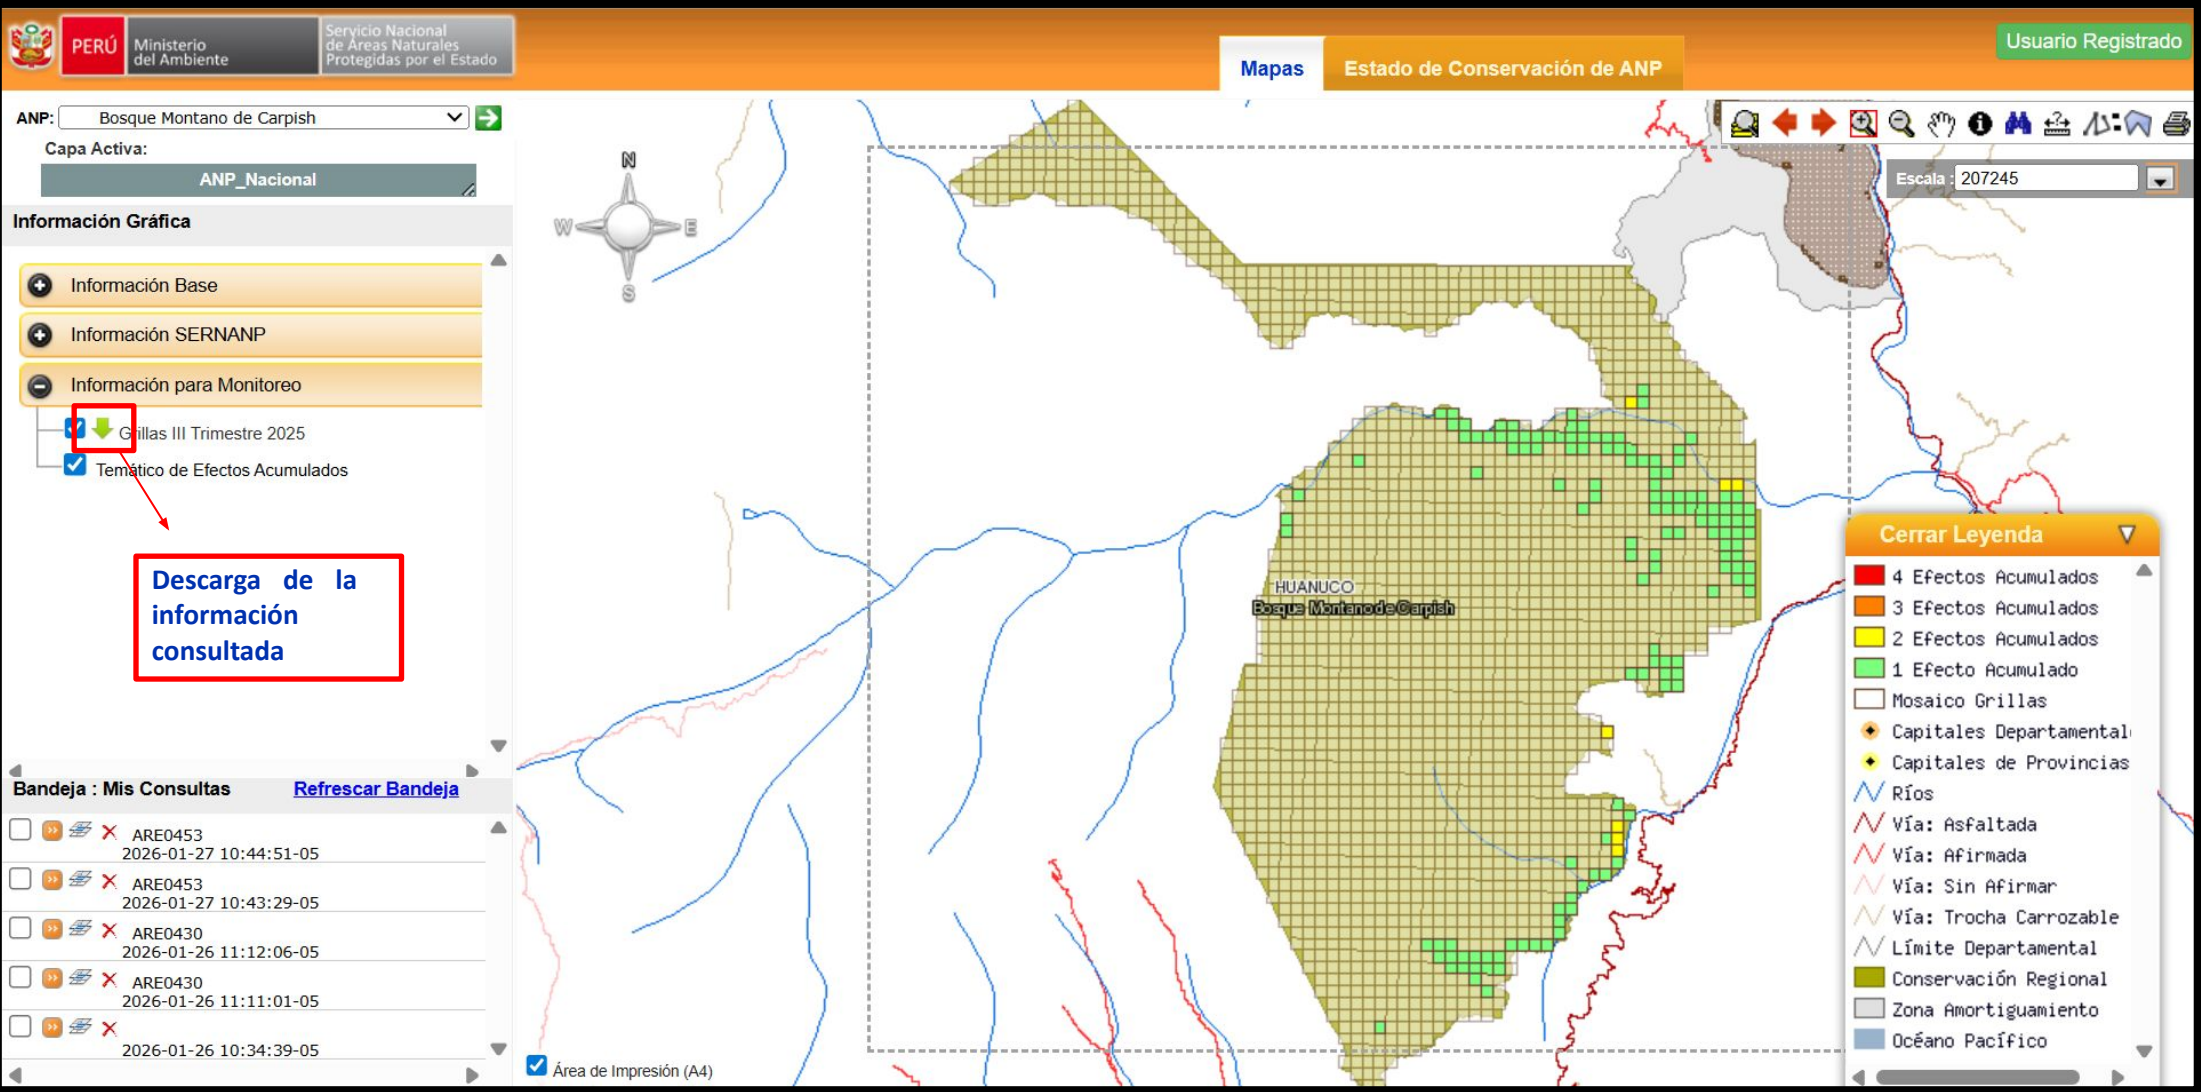 PERÚ
Ministerio
del Ambiente
Servicio Nacional
de Áreas Naturales
Protegidas por el Estado
Mapas
Estado de Conservación de ANP
Usuario Registrado
ANP:
Bosque Montano de Carpish
Capa Activa:
ANP_Nacional
Información Gráfica
Información Base
Información SERNANP
Información para Monitoreo
Grillas III Trimestre 2025
Temático de Efectos Acumulados
Descarga de la
información
consultada
Bandeja : Mis Consultas
Refrescar Bandeja
ARE0453
2026-01-27 10:44:51-05
ARE0453
2026-01-27 10:43:29-05
ARE0430
2026-01-26 11:12:06-05
ARE0430
2026-01-26 11:11:01-05
2026-01-26 10:34:39-05
N
W
E
S
Escala : 207245
HUANUCO
Bosque Montano de Carpish
Cerrar Leyenda
4 Efectos Acumulados
3 Efectos Acumulados
2 Efectos Acumulados
1 Efecto Acumulado
Mosaico Grillas
Capitales Departamental
Capitales de Provincias
Ríos
Vía: Asfaltada
Vía: Afirmada
Vía: Sin Afirmar
Vía: Trocha Carrozable
Límite Departamental
Conservación Regional
Zona Amortiguamiento
Océano Pacífico
Área de Impresión (A4)